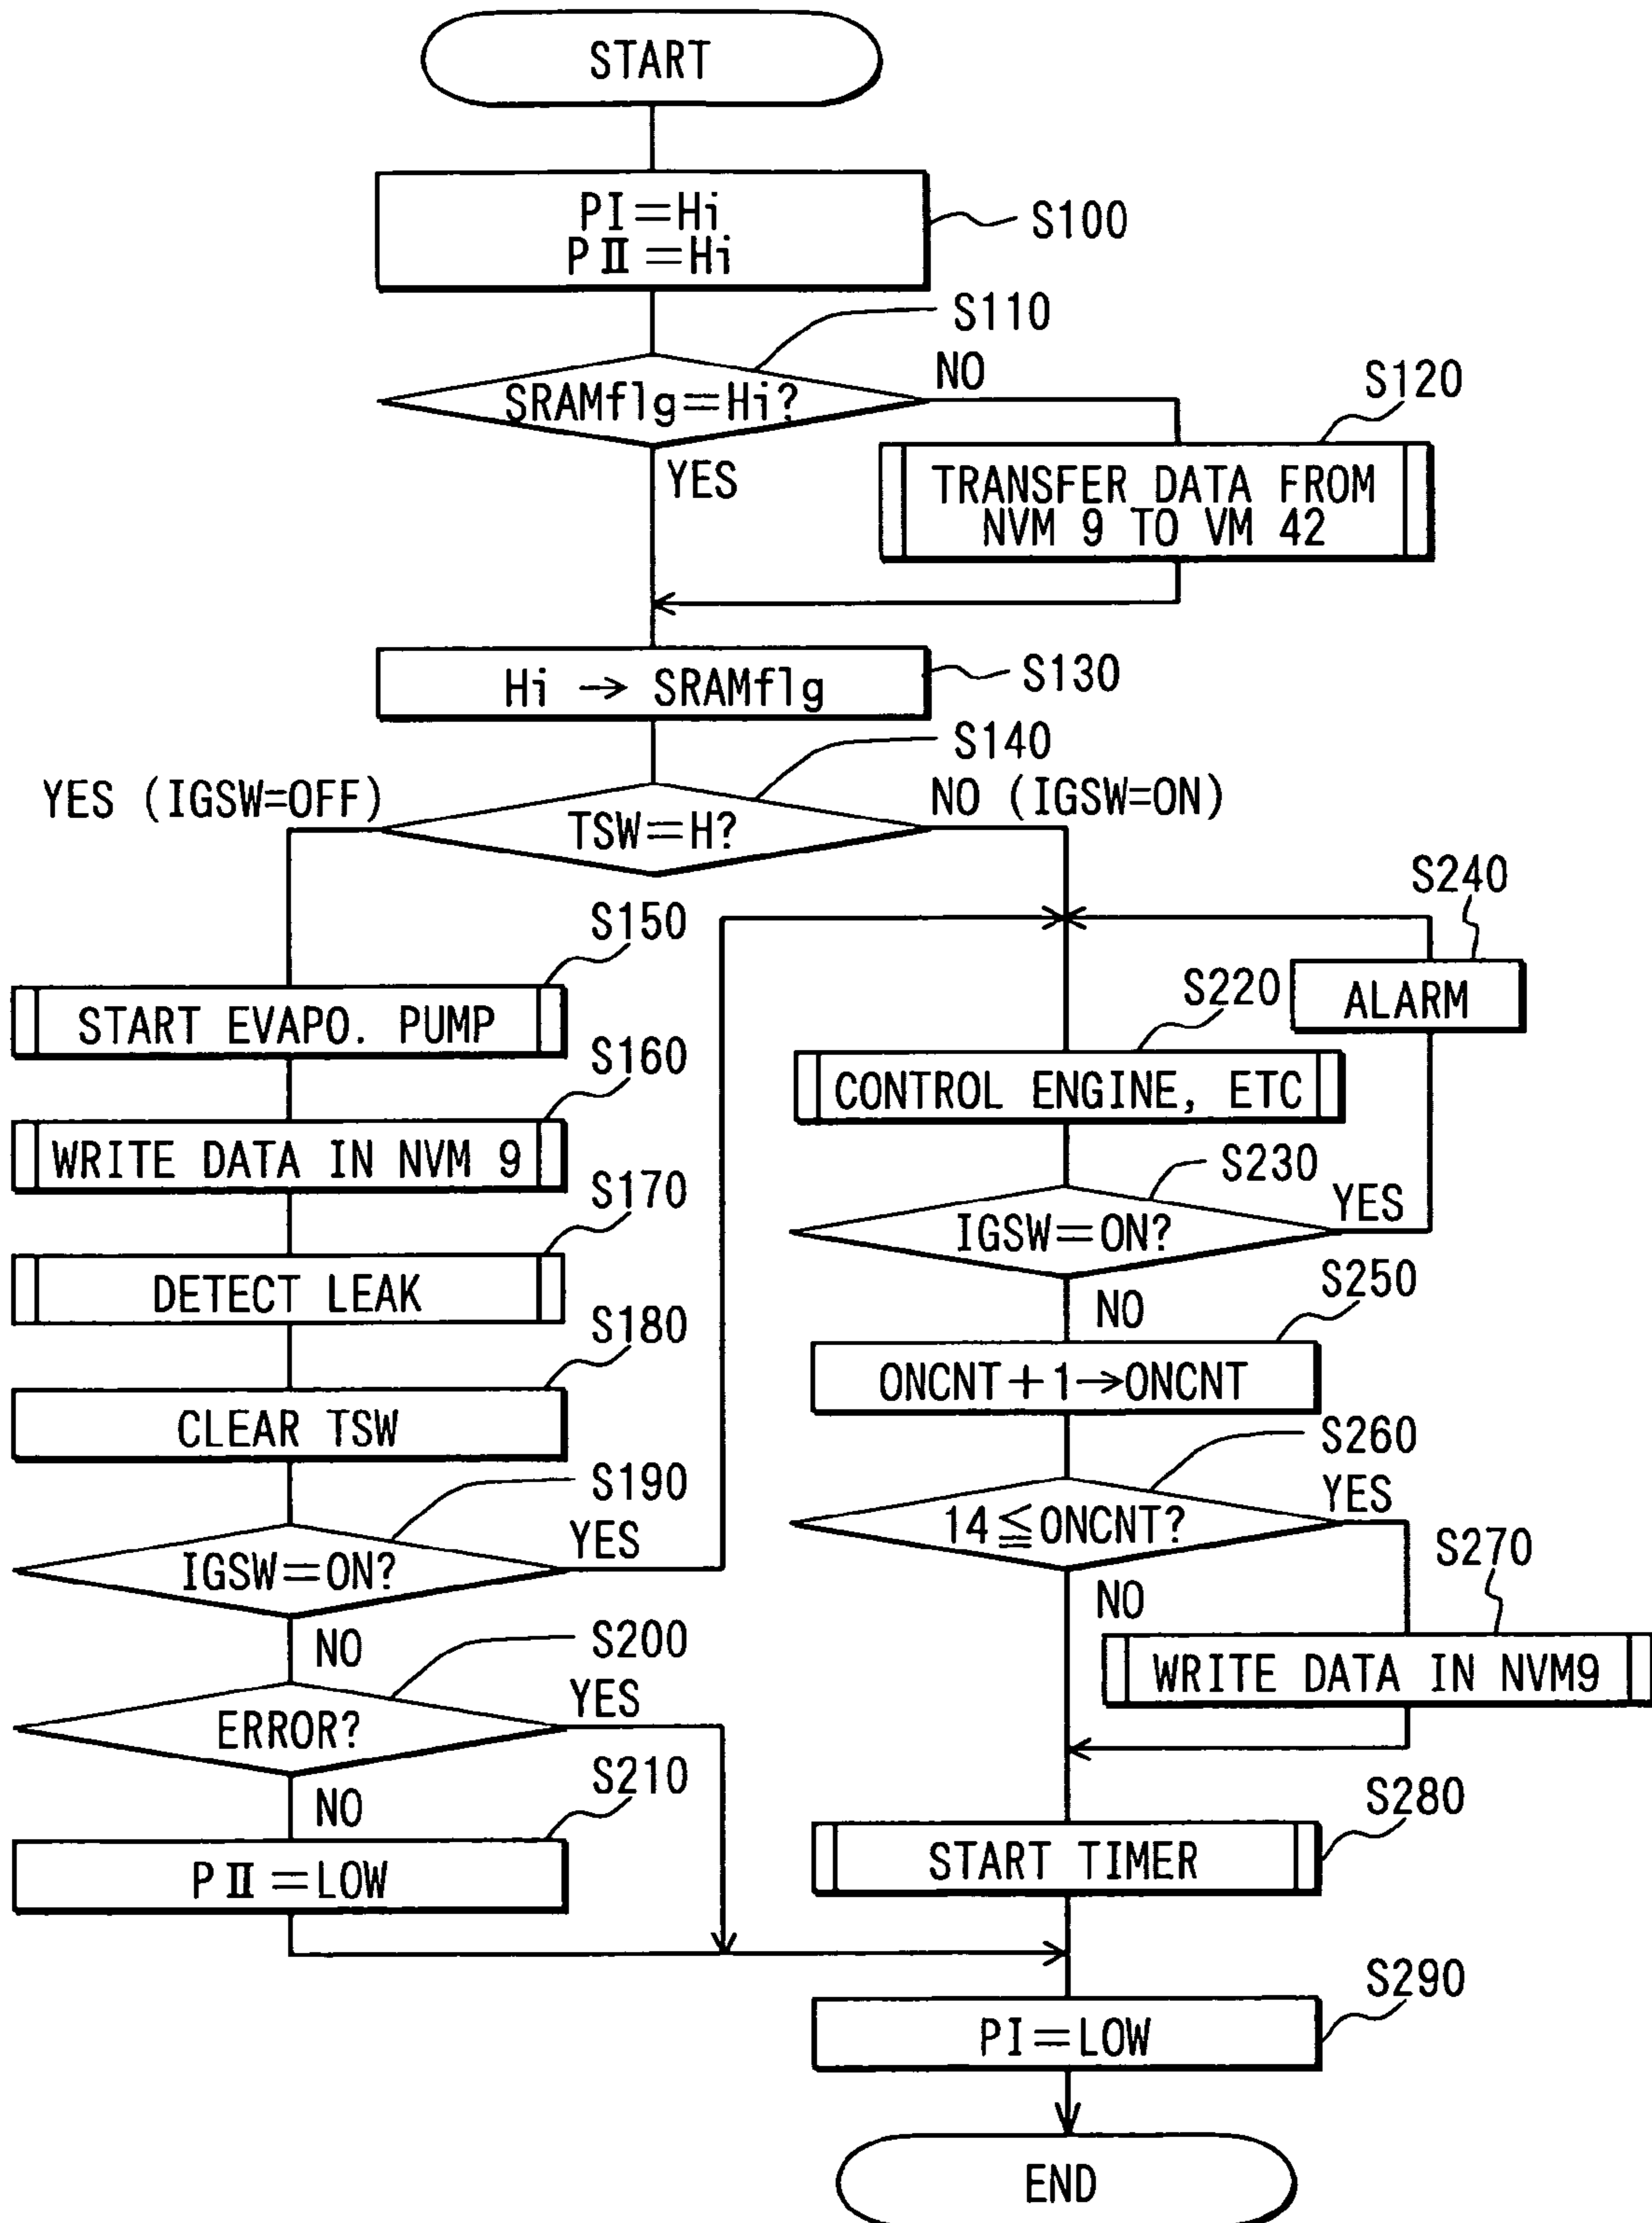 START
PI=Hi
PⅡ=Hi
S100
S110
SRAMflg=Hi?
NO
YES
S120
TRANSFER DATA FROM
NVM 9 TO VM 42
Hi → SRAMflg
S130
S140
YES (IGSW=OFF)
TSW=H?
NO (IGSW=ON)
S150
START EVAPO. PUMP
S160
WRITE DATA IN NVM 9
S170
DETECT LEAK
S180
CLEAR TSW
S190
IGSW=ON?
YES
NO
S200
ERROR?
YES
NO
S210
PⅡ=LOW
S240
ALARM
S220
CONTROL ENGINE, ETC
S230
IGSW=ON?
YES
NO
S250
ONCNT+1→ONCNT
S260
14≦ONCNT?
YES
NO
S270
WRITE DATA IN NVM9
S280
START TIMER
S290
PI=LOW
END